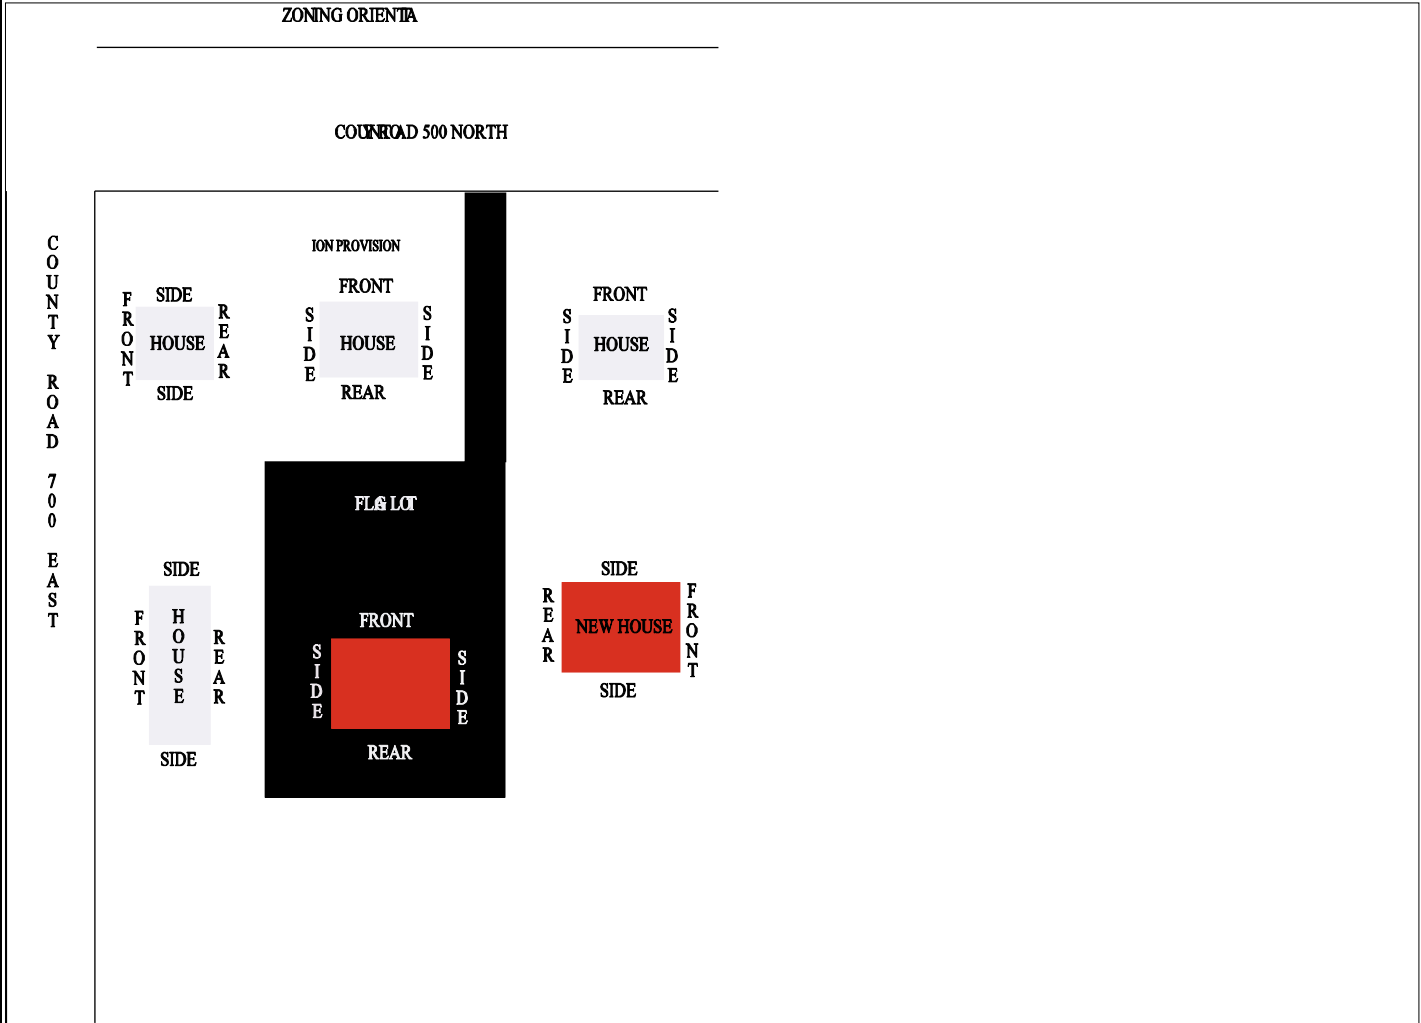 ZONING ORIENTA
COUNTY ROAD 500 NORTH
COUNTY ROAD 700 EAST
ION PROVISION
FRONT
SIDE
HOUSE
SIDE
REAR
FRONT
SIDE
HOUSE
SIDE
REAR
FRONT
SIDE
HOUSE
SIDE
REAR
FLAG LOT
SIDE
FRONT
HOUSE
REAR
SIDE
FRONT
SIDE
SIDE
REAR
SIDE
REAR
NEW HOUSE
FRONT
SIDE